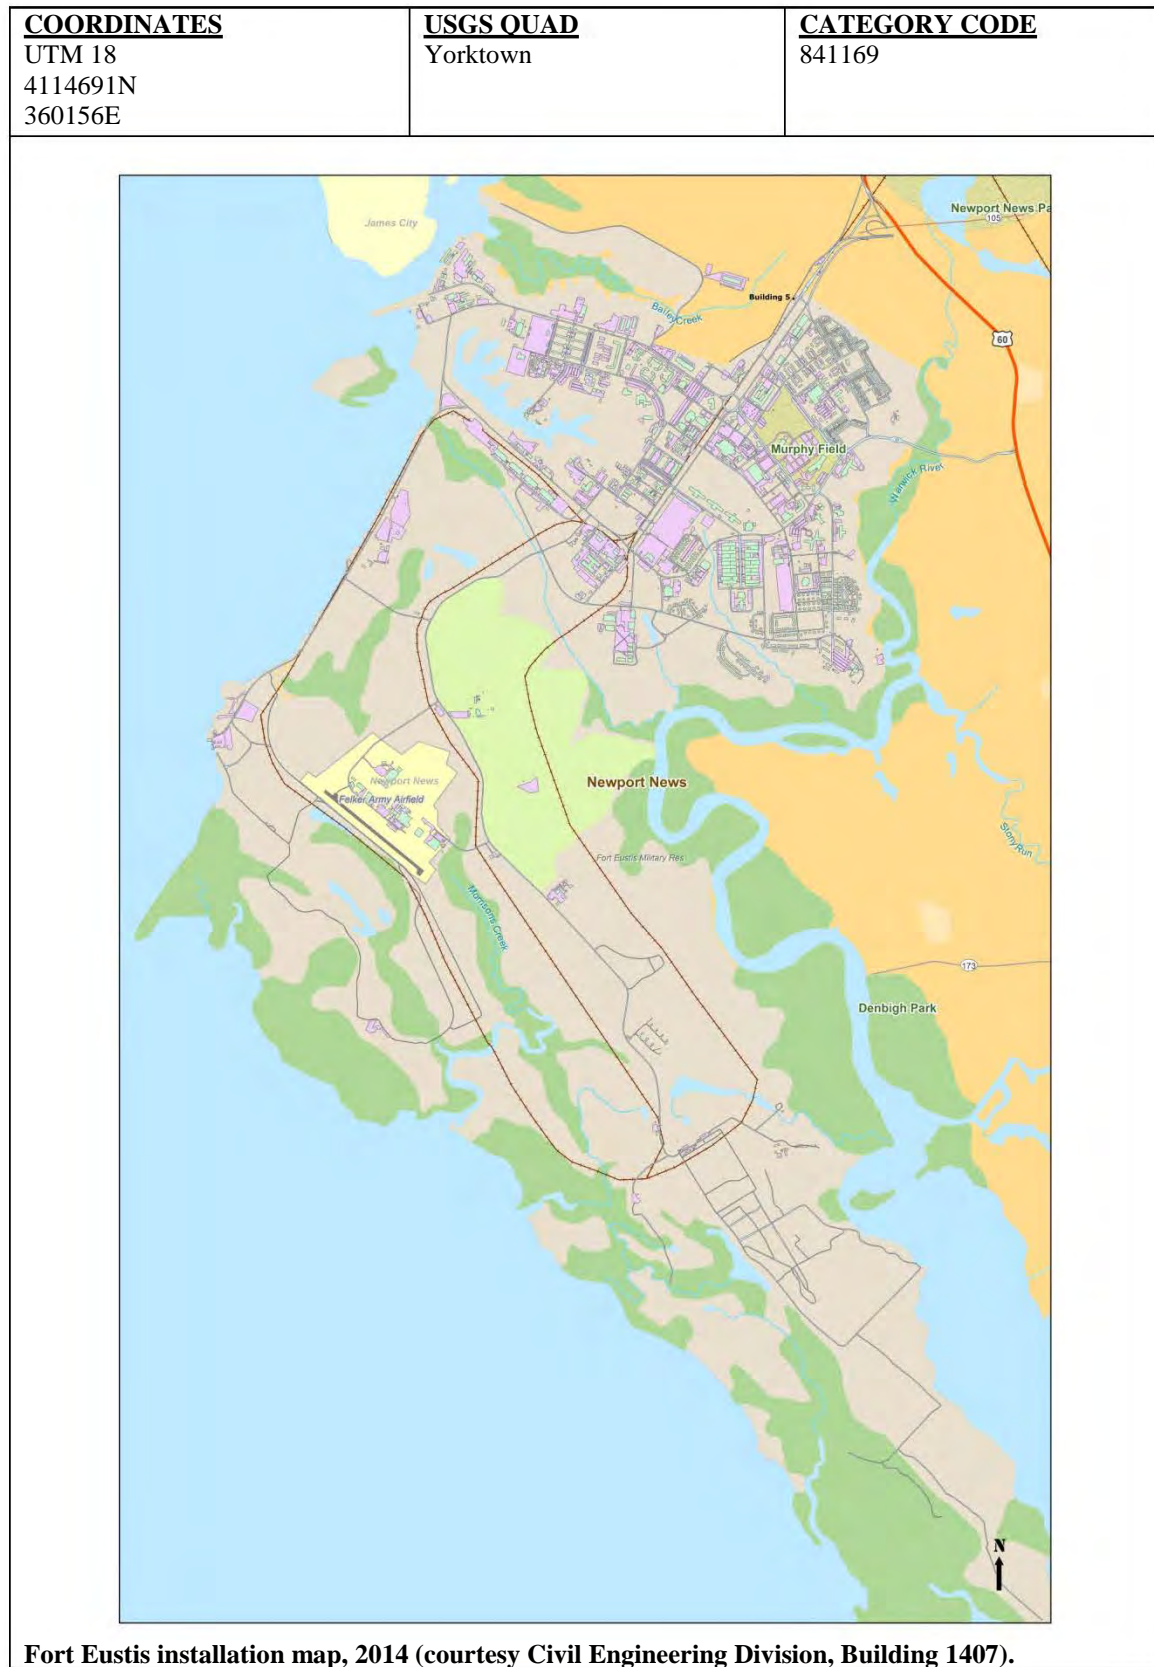 COORDINATES
UTM 18
4114691N
360156E
USGS QUAD
Yorktown
CATEGORY CODE
841169
James City
Newport News Pa
105
Building S
Bailey Creek
60
Murphy Field
Warwick River
Newport News
Felker Army Airfield
Newport News
Stony Run
Fort Eustis Military Res
Morrisons Creek
173
Denbigh Park
N
Fort Eustis installation map, 2014 (courtesy Civil Engineering Division, Building 1407).